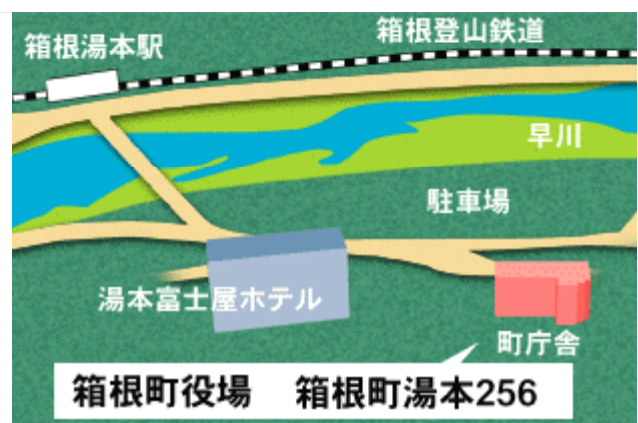 箱根登山鉄道
箱根湯本駅
早川
駐車場
湯本富士屋ホテル
町庁舎
箱根町役場 箱根町湯本256